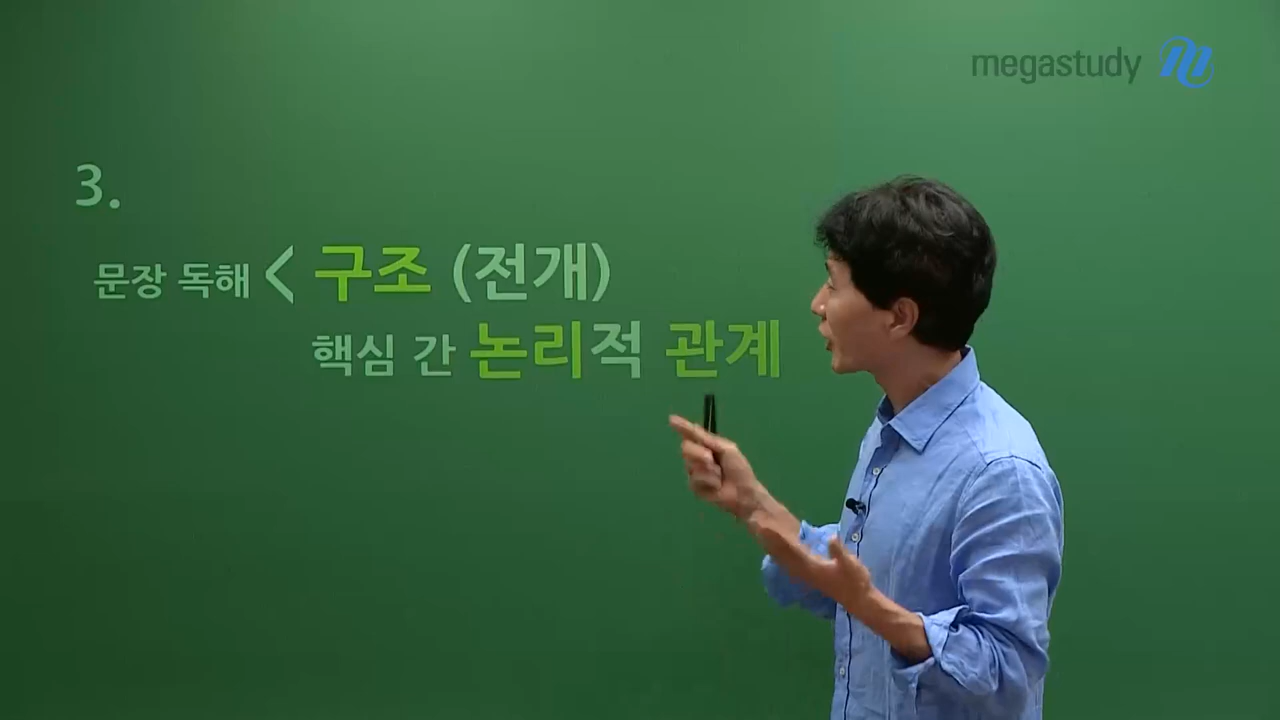 megastudy
3.
문장 독해 < 구조 (전개)
핵심 간 논리적 관계